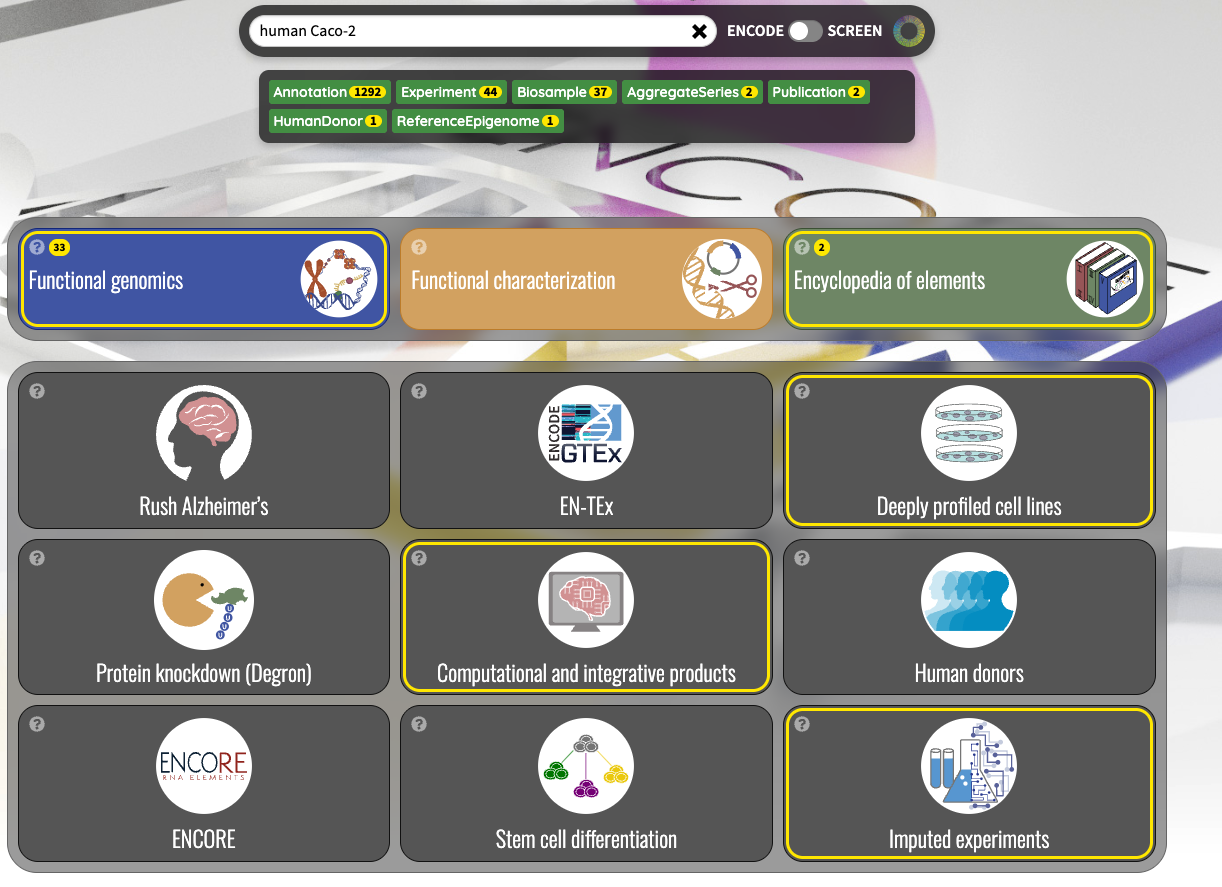 human Caco-2
ENCODE SCREEN
Annotation 1292 Experiment 44 Biosample 37 AggregateSeries 2 Publication 2
HumanDonor 1 ReferenceEpigenome 1
? 33
Functional genomics
?
Functional characterization
? 2
Encyclopedia of elements
?
Rush Alzheimer's
?
ENCODE
GTEx
EN-TEx
?
Deeply profiled cell lines
?
U
U
U
U
Protein knockdown (Degron)
?
Computational and integrative products
?
Human donors
?
ENCORE
RNA ELEMENTS
ENCORE
?
Stem cell differentiation
?
Imputed experiments